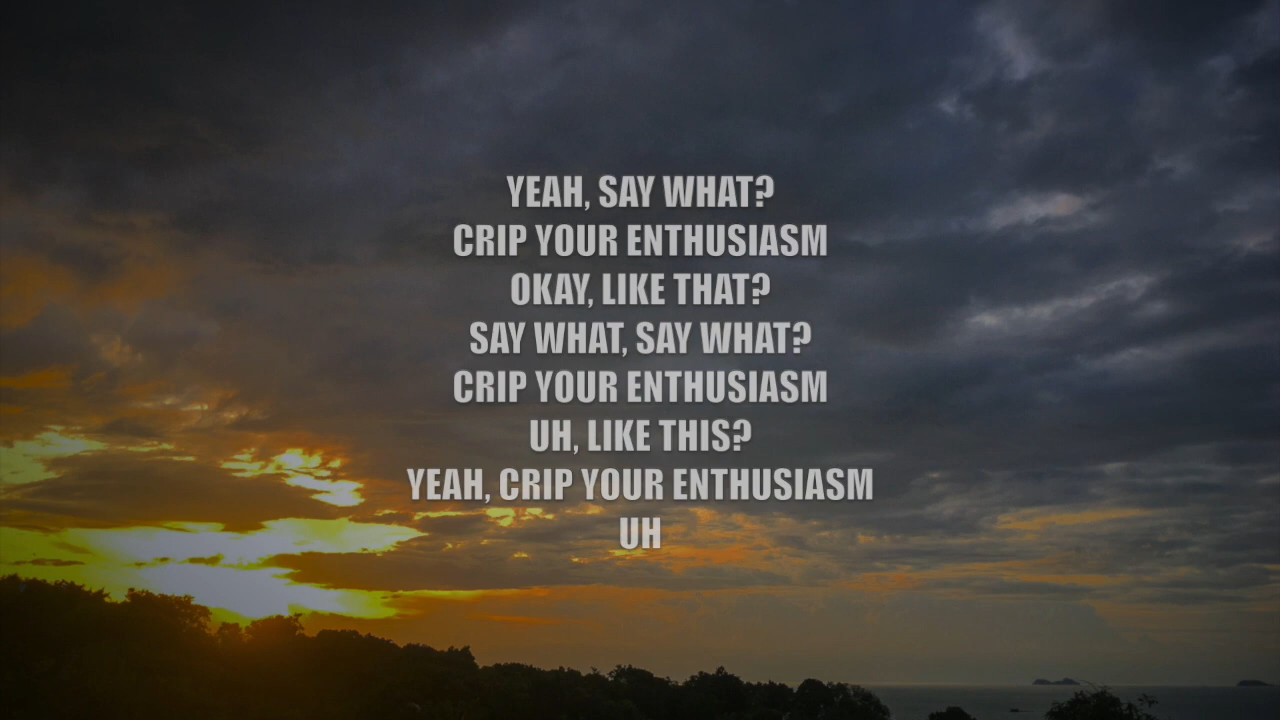 YEAH, SAY WHAT?
CRIP YOUR ENTHUSIASM
OKAY, LIKE THAT?
SAY WHAT, SAY WHAT?
CRIP YOUR ENTHUSIASM
UH, LIKE THIS?
YEAH, CRIP YOUR ENTHUSIASM
UH